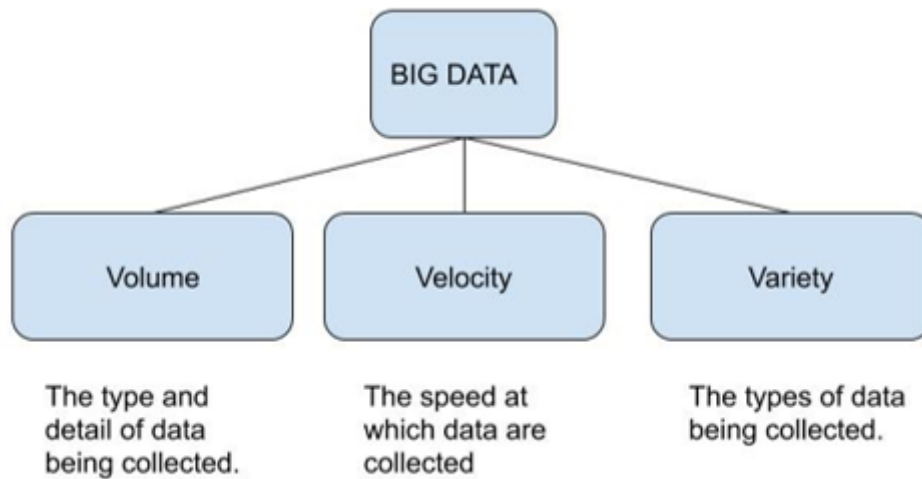 BIG DATA
Volume
Velocity
Variety
The type and
detail of data
being collected.
The speed at
which data are
collected
The types of data
being collected.